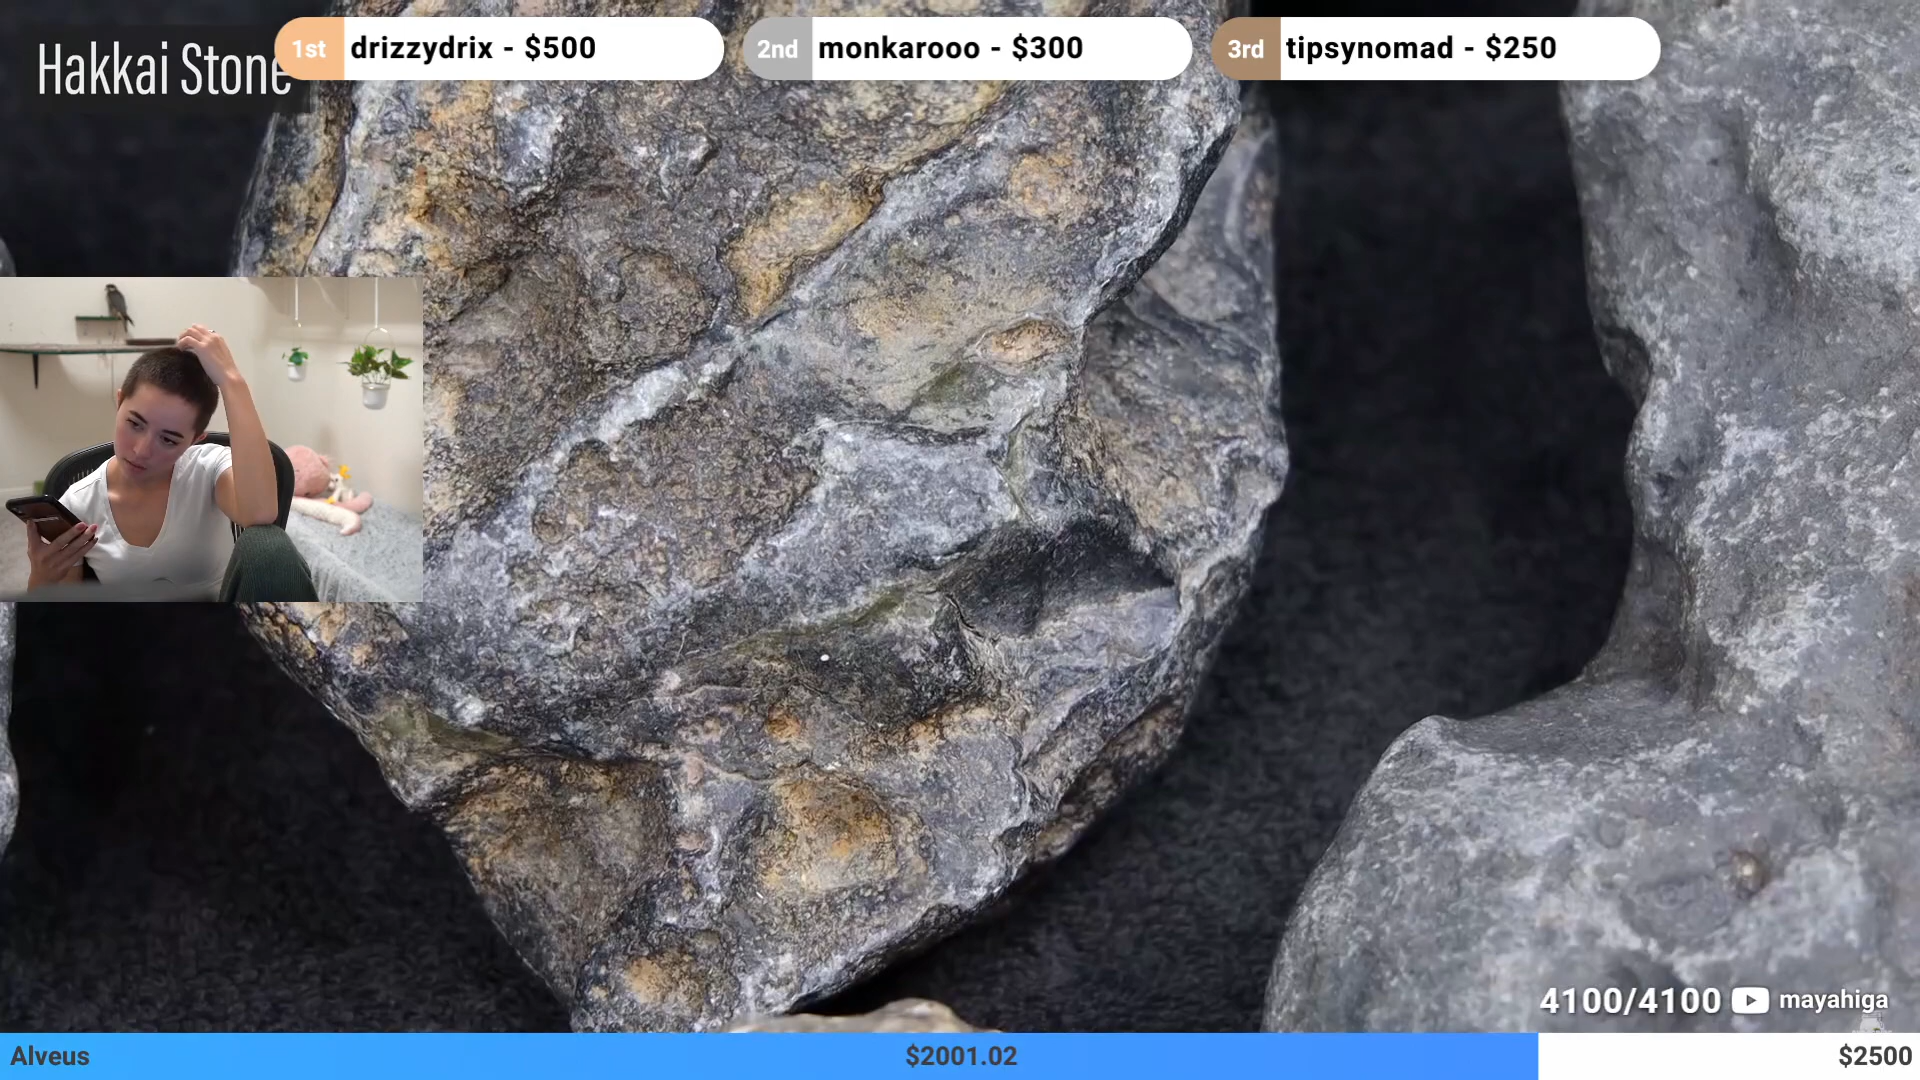 Hakkai Stone
1st drizzydrix - $500
2nd monkarooo - $300
3rd tipsynomad - $250
4100/4100 mayahiga
Alveus $2001.02 $2500